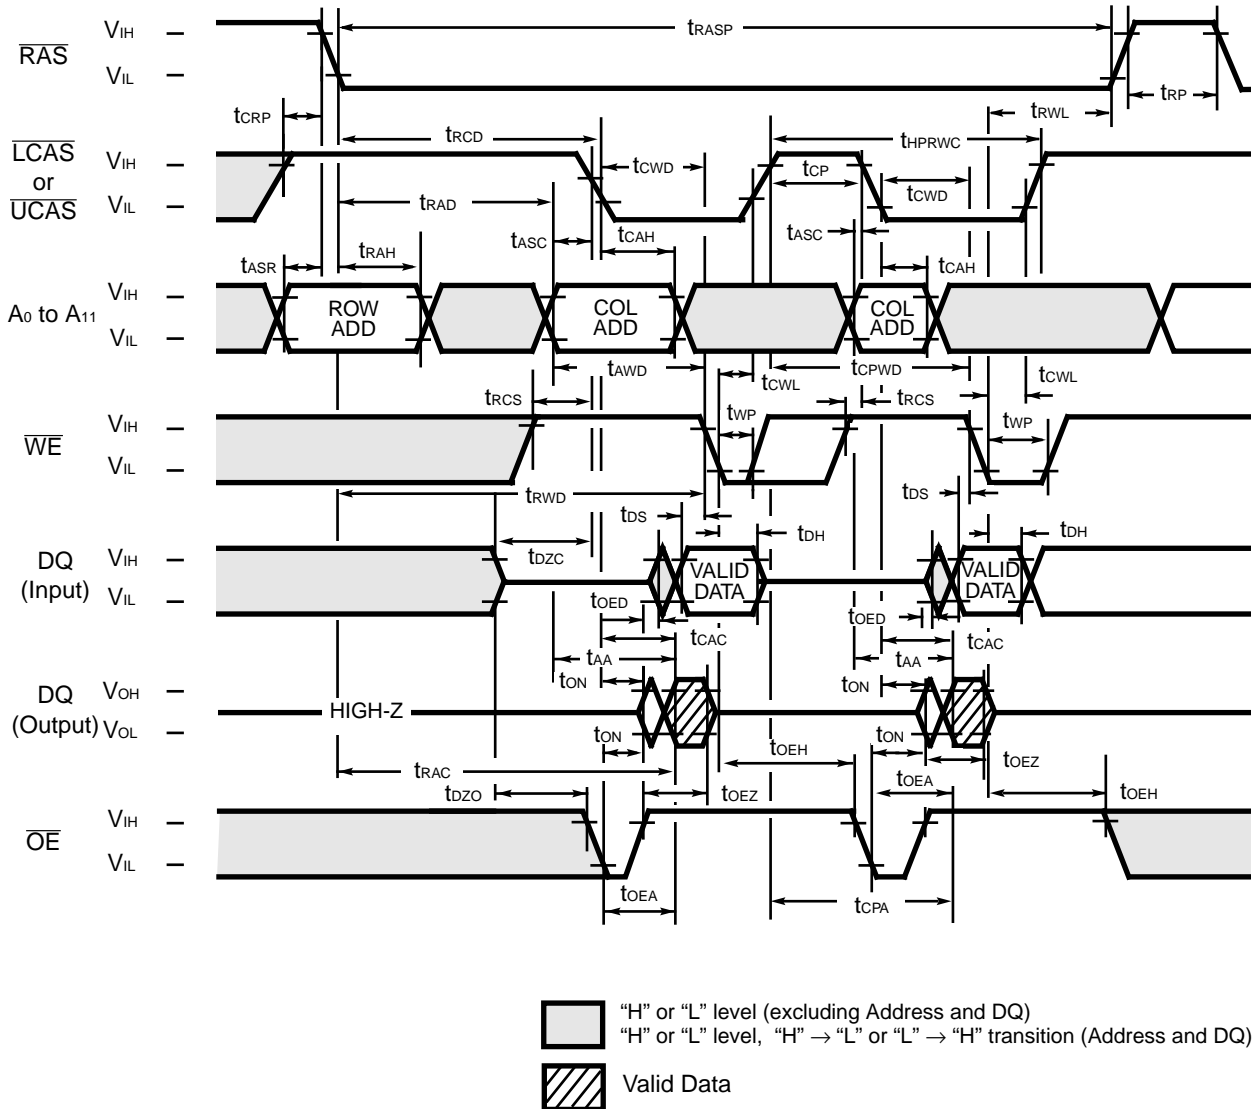 RAS
VIH
VIL
tRASP
tRP
tRWL
tCRP
LCAS
or
UCAS
VIH
VIL
tRCD
tHPRWC
tCWD
tCP
tCWD
tRAD
tASC
tCAH
tASC
tCAH
tASR
tRAH
A0 to A11
VIH
VIL
ROW
ADD
COL
ADD
COL
ADD
tAWD
tCWL
tCPWD
tCWL
tRCS
tRCS
WE
VIH
VIL
tWP
tWP
tRWD
tDS
tDS
tDZC
tDH
tDH
DQ
(Input)
VIH
VIL
VALID
DATA
VALID
DATA
tOED
tOED
tCAC
tCAC
tAA
tAA
tON
tON
DQ
(Output)
VOH
VOL
HIGH-Z
tON
tON
tOEH
tOEZ
tRAC
tOEA
tDZO
tOEZ
tOEH
OE
VIH
VIL
tOEA
tCPA
“H” or “L” level (excluding Address and DQ)
“H” or “L” level, “H” → “L” or “L” → “H” transition (Address and DQ)
Valid Data